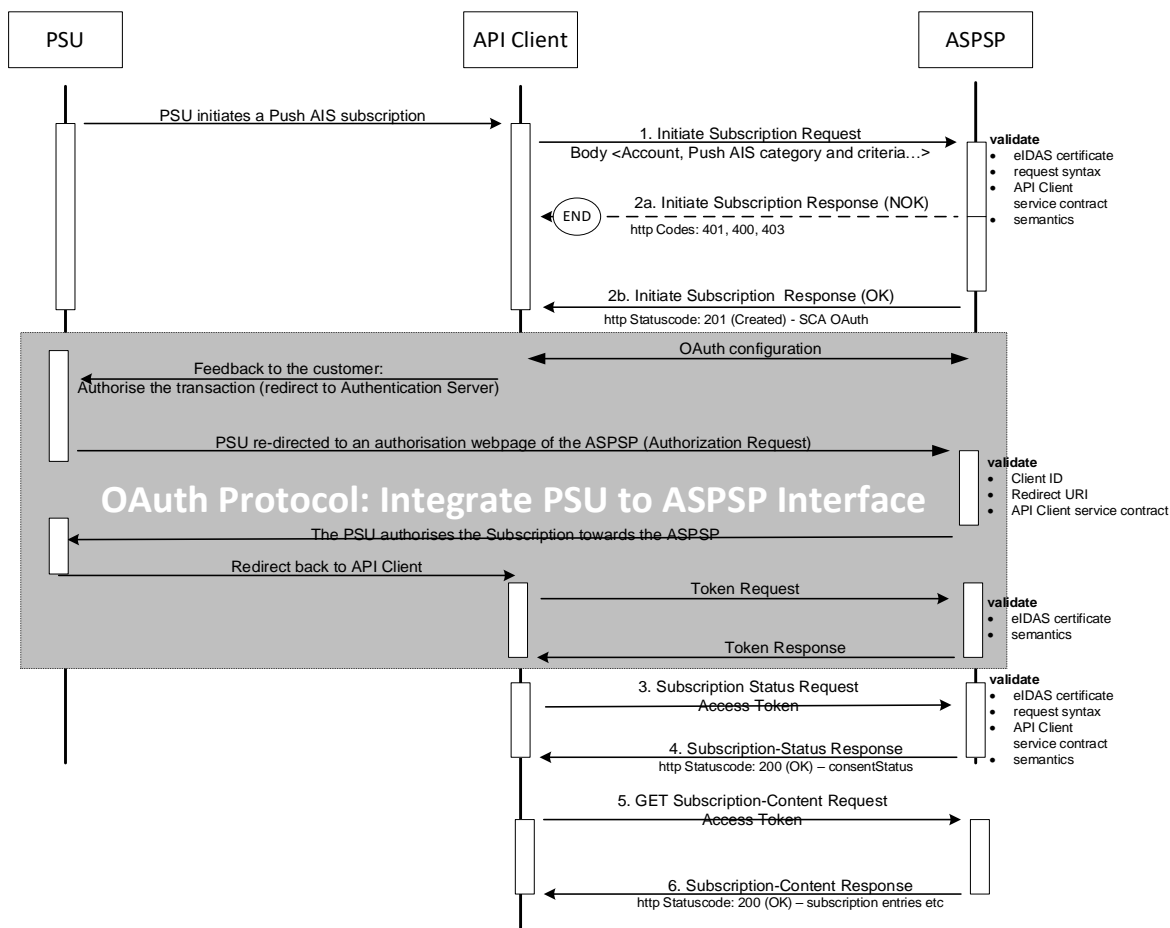 PSU
API Client
ASPSP
PSU initiates a Push AIS subscription
1. Initiate Subscription Request
Body <Account, Push AIS category and criteria…>
validate
• eIDAS certificate
• request syntax
• API Client
service contract
• semantics
2a. Initiate Subscription Response (NOK)
END
http Codes: 401, 400, 403
2b. Initiate Subscription Response (OK)
http Statuscode: 201 (Created) - SCA OAuth
OAuth configuration
Feedback to the customer:
Authorise the transaction (redirect to Authentication Server)
PSU re-directed to an authorisation webpage of the ASPSP (Authorization Request)
validate
• Client ID
• Redirect URI
• API Client service contract
OAuth Protocol: Integrate PSU to ASPSP Interface
The PSU authorises the Subscription towards the ASPSP
Redirect back to API Client
Token Request
validate
• eIDAS certificate
• semantics
Token Response
3. Subscription Status Request
Access Token
validate
• eIDAS certificate
• request syntax
• API Client
service contract
• semantics
4. Subscription-Status Response
http Statuscode: 200 (OK) – consentStatus
5. GET Subscription-Content Request
Access Token
6. Subscription-Content Response
http Statuscode: 200 (OK) – subscription entries etc